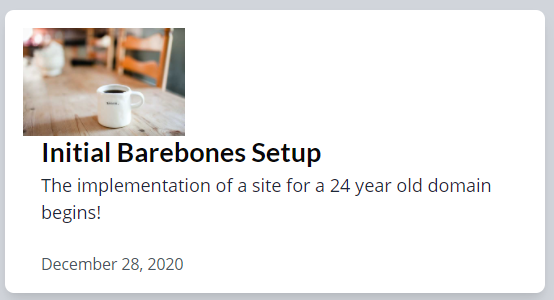 Initial Barebones Setup
The implementation of a site for a 24 year old domain
begins!
December 28, 2020